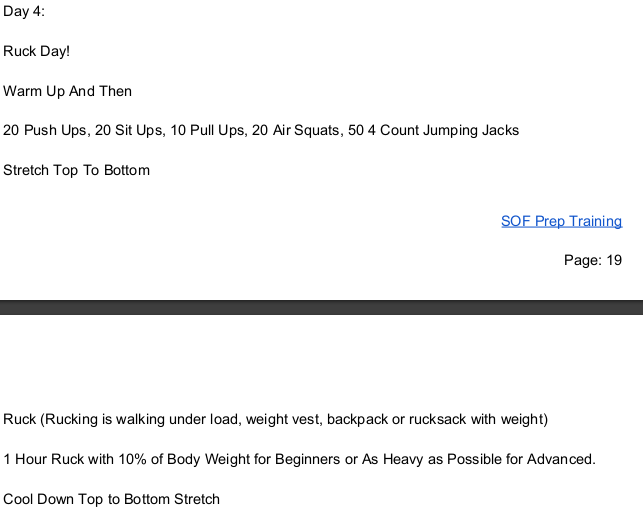 Day 4:
Ruck Day!
Warm Up And Then
20 Push Ups, 20 Sit Ups, 10 Pull Ups, 20 Air Squats, 50 4 Count Jumping Jacks
Stretch Top To Bottom
SOF Prep Training
Page: 19
Ruck (Rucking is walking under load, weight vest, backpack or rucksack with weight)
1 Hour Ruck with 10% of Body Weight for Beginners or As Heavy as Possible for Advanced.
Cool Down Top to Bottom Stretch